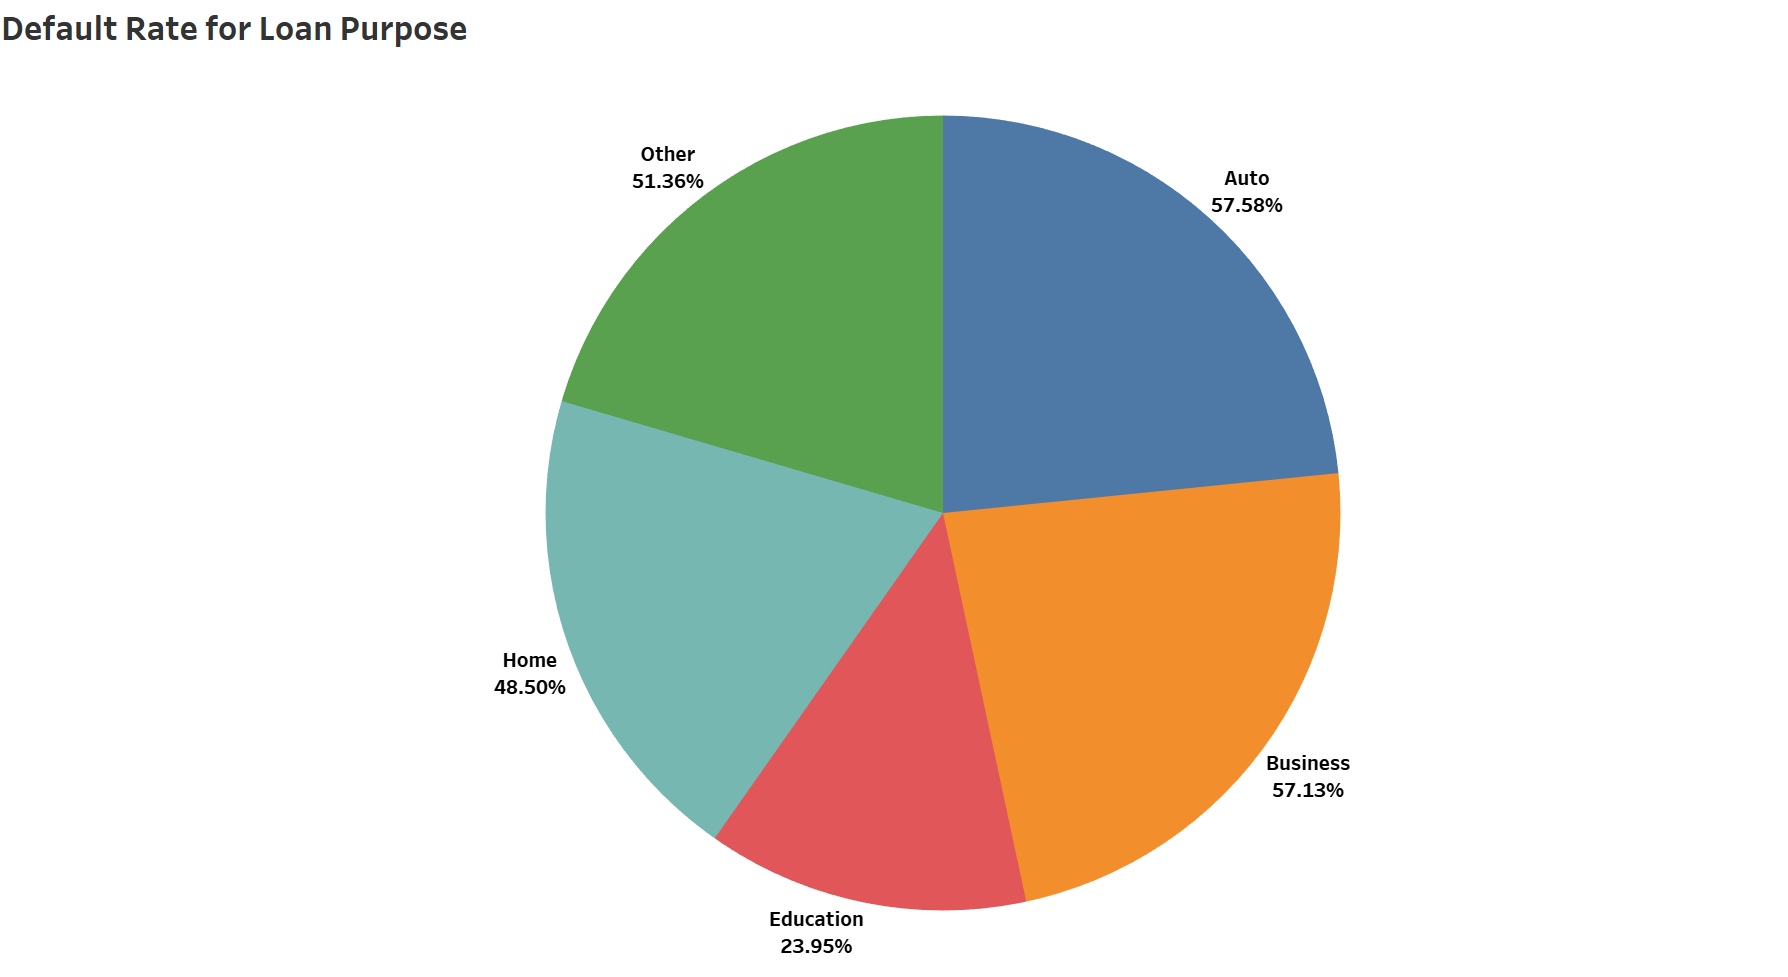 Default Rate for Loan Purpose
Other
51.36%
Auto
57.58%
Home
48.50%
Business
57.13%
Education
23.95%